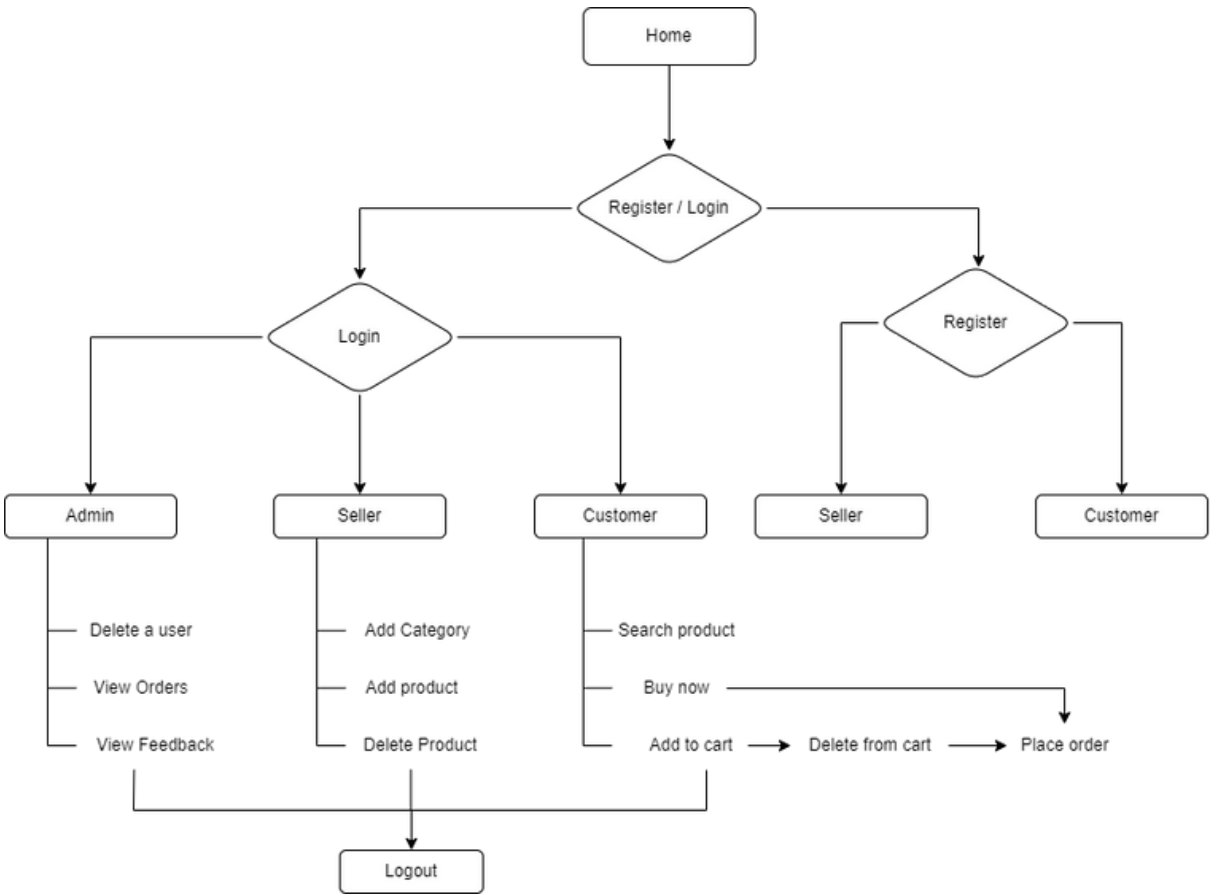 Home
Register / Login
Login
Register
Admin
Seller
Customer
Seller
Customer
Delete a user
Add Category
Search product
View Orders
Add product
Buy now
View Feedback
Delete Product
Add to cart
Delete from cart
Place order
Logout